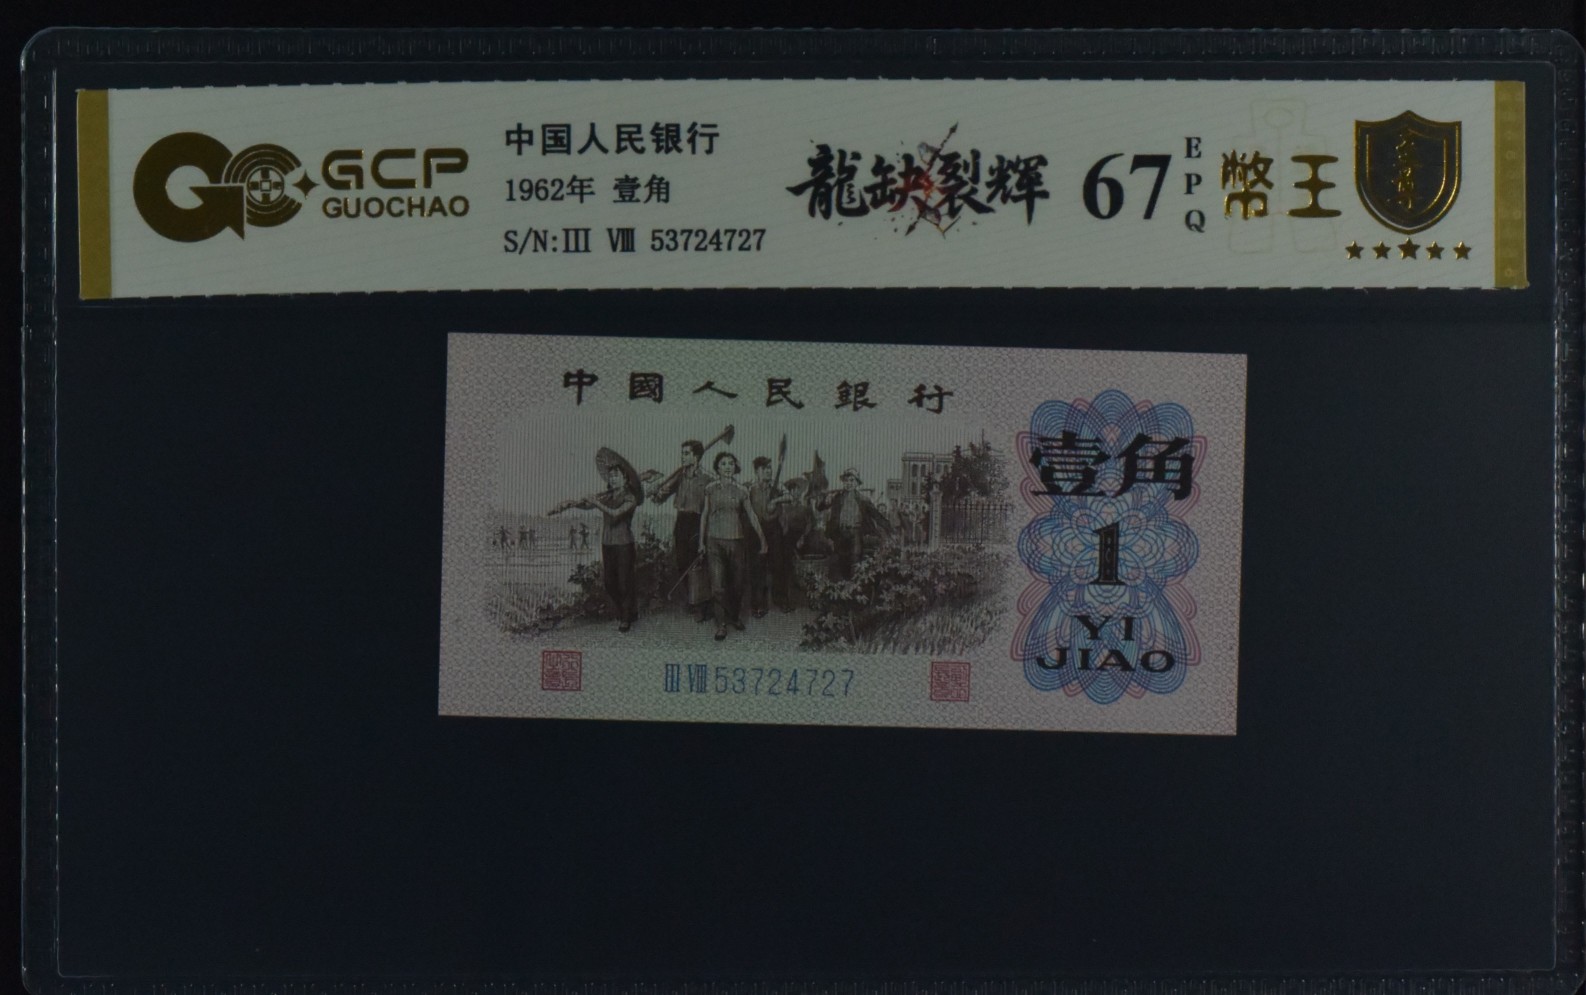 GCP
GUOCHAO
中国人民银行
1962年 壹角
S/N:III VIII 53724727
龍缺裂輝
67
EPQ
幣王
中國人民銀行
壹角
1
YI
JIAO
III VIII 53724727